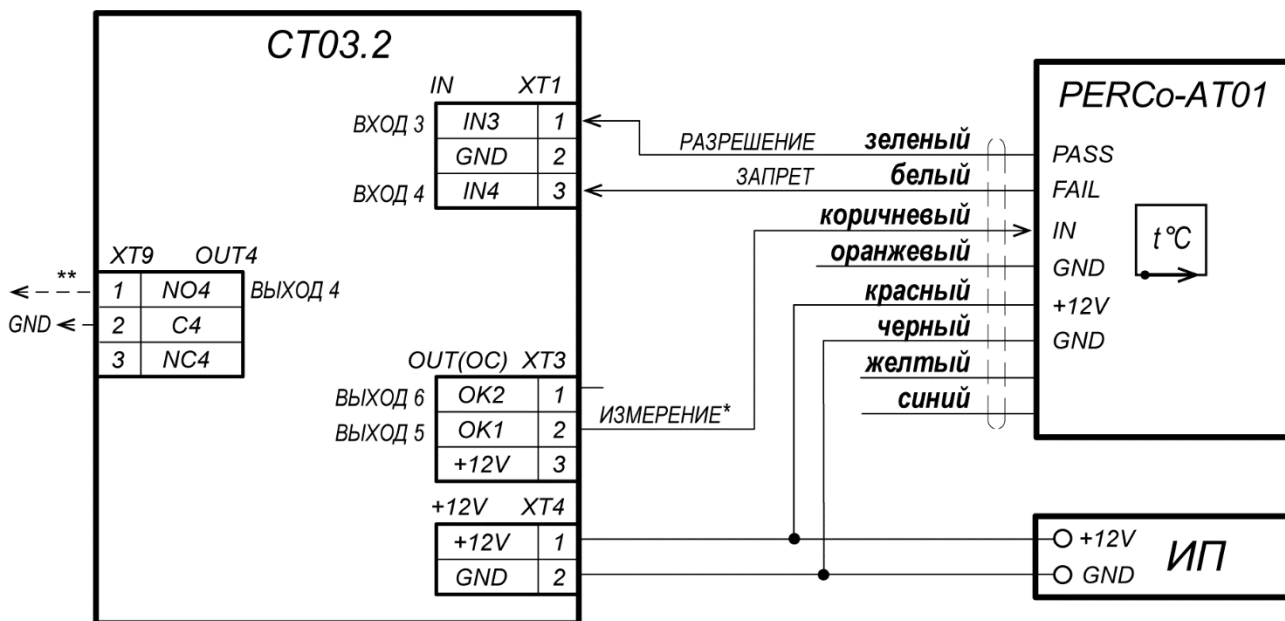 CT03.2
IN XT1
ВХОД 3 IN3 1
GND 2
ВХОД 4 IN4 3
XT9 OUT4
**
1 NO4 ВЫХОД 4
GND 2 C4
3 NC4
OUT(OC) XT3
ВЫХОД 6 OK2 1
ВЫХОД 5 OK1 2
+12V 3
+12V XT4
+12V 1
GND 2
РАЗРЕШЕНИЕ зеленый
ЗАПРЕТ белый
коричневый
оранжевый
красный
черный
желтый
синий
ИЗМЕРЕНИЕ*
PERCo-AT01
PASS
FAIL
IN
GND
+12V
GND
t°C
+12V
GND
ИП